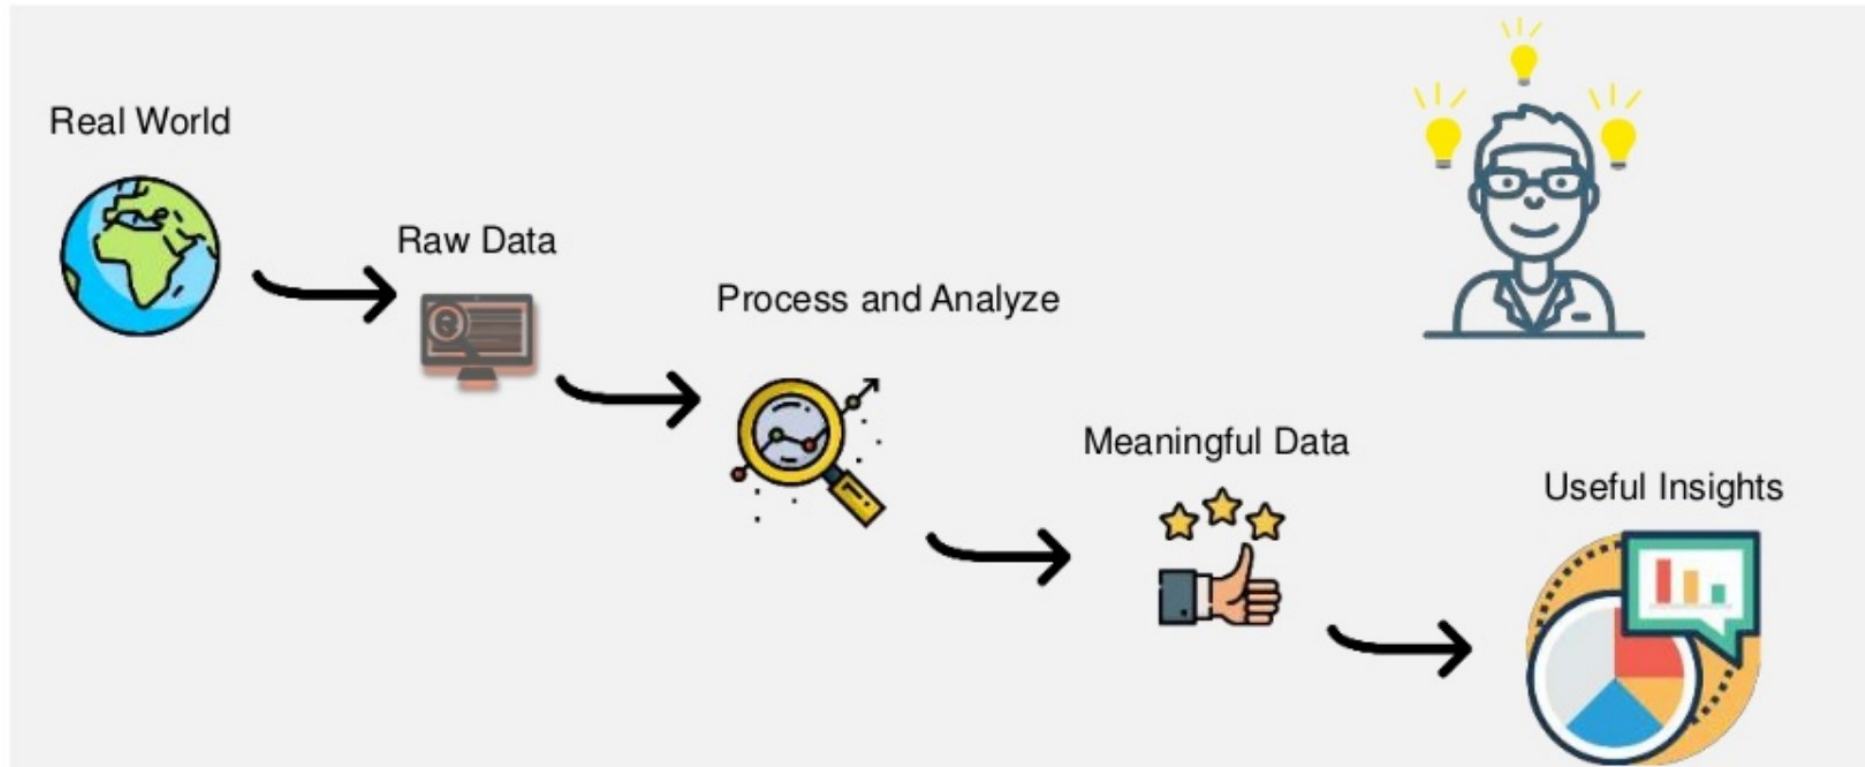 Real World
Raw Data
Process and Analyze
Meaningful Data
Useful Insights